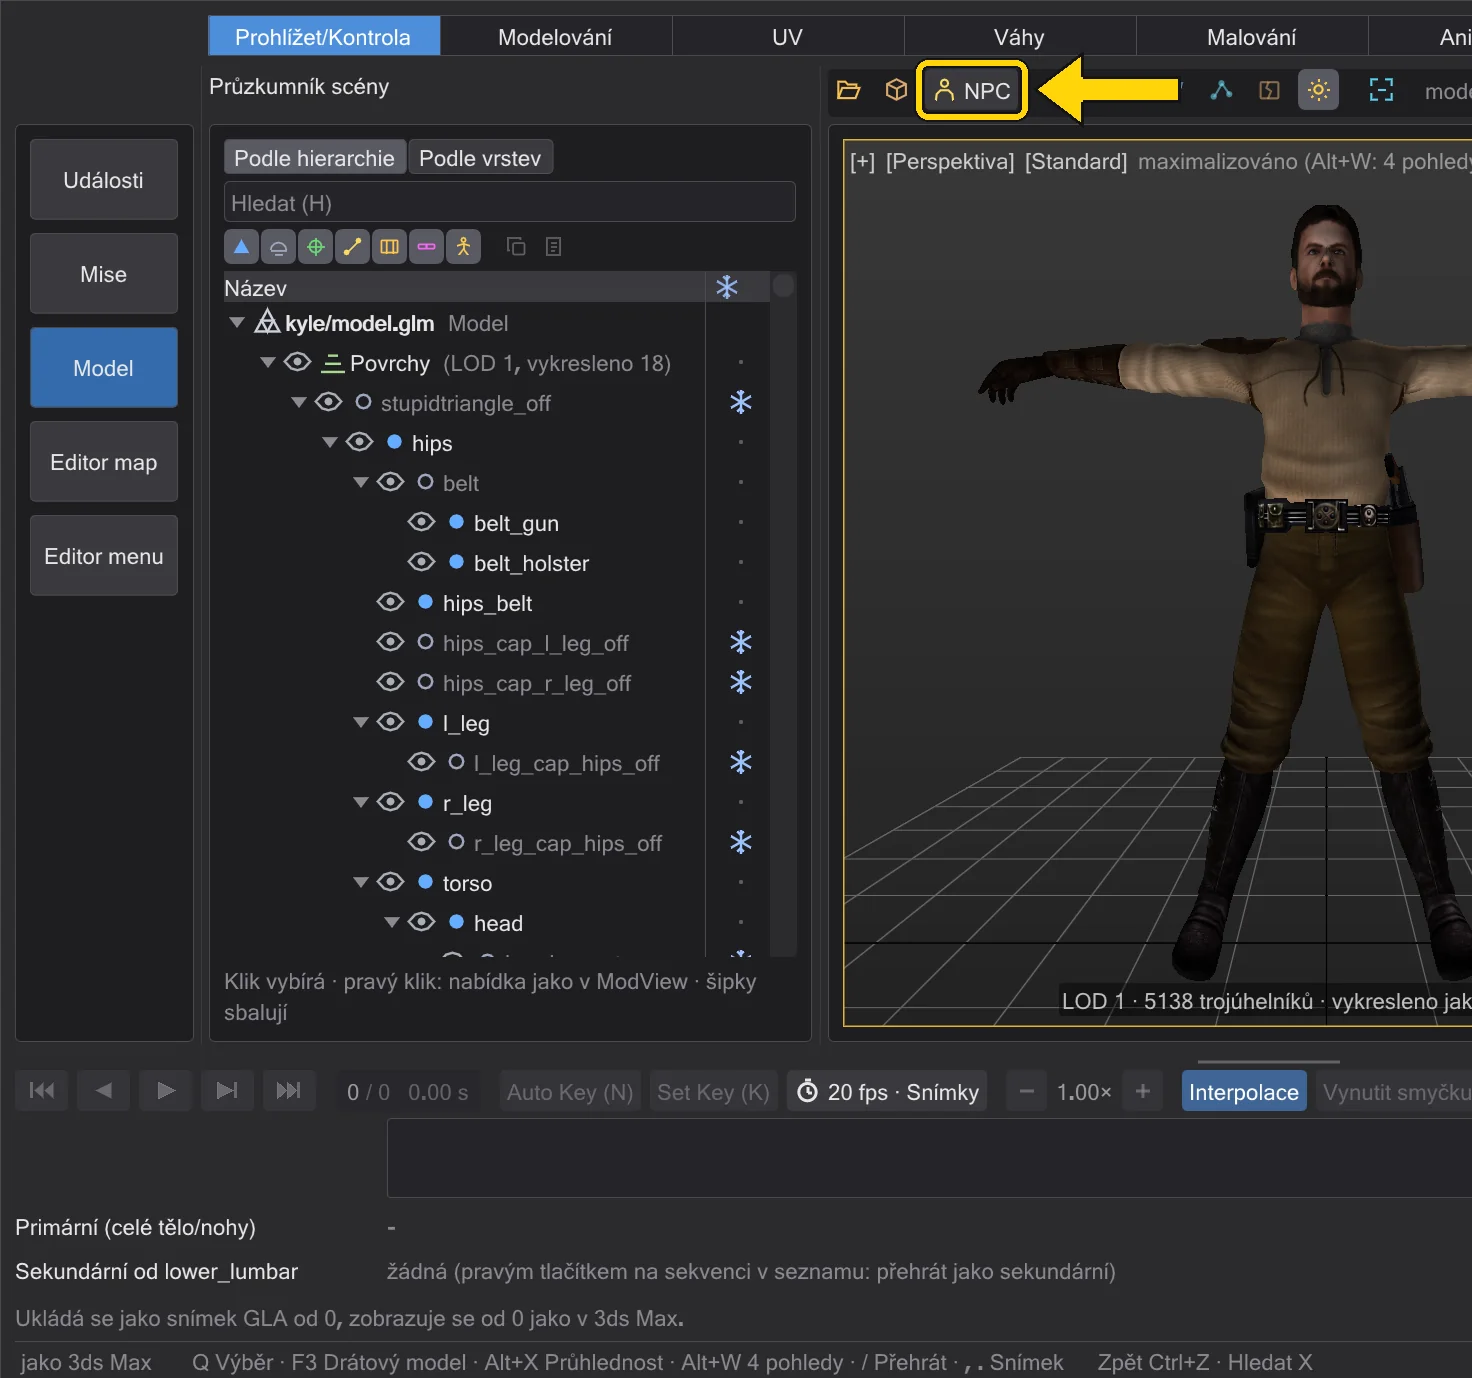 Prohlížet/Kontrola
Modelování
UV
Váhy
Malování
Ani
Průzkumník scény
NPC
mode
Události
Mise
Model
Editor map
Editor menu
Podle hierarchie
Podle vrstev
Hledat (H)
Název
kyle/model.glm Model
Povrchy (LOD 1, vykresleno 18)
stupidtriangle_off
hips
belt
belt_gun
belt_holster
hips_belt
hips_cap_l_leg_off
hips_cap_r_leg_off
l_leg
l_leg_cap_hips_off
r_leg
r_leg_cap_hips_off
torso
head
Klik vybírá · pravý klik: nabídka jako v ModView · šipky
sbalují
[+] [Perspektiva] [Standard] maximalizováno (Alt+W: 4 pohledy
LOD 1 · 5138 trojúhelníků · vykresleno jak
0 / 0 0.00 s
Auto Key (N)
Set Key (K)
20 fps · Snímky
− 1.00× +
Interpolace
Vynutit smyčku
Primární (celé tělo/nohy) -
Sekundární od lower_lumbar žádná (pravým tlačítkem na sekvenci v seznamu: přehrát jako sekundární)
Ukládá se jako snímek GLA od 0, zobrazuje se od 0 jako v 3ds Max.
jako 3ds Max Q Výběr · F3 Drátový model · Alt+X Průhlednost · Alt+W 4 pohledy · / Přehrát · , . Snímek Zpět Ctrl+Z · Hledat X